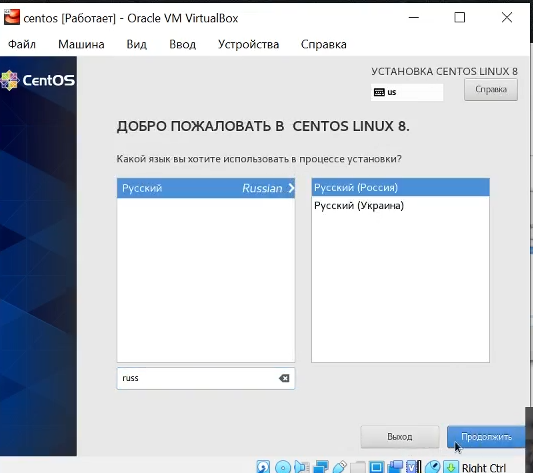 centos [Работает] - Oracle VM VirtualBox
Файл Машина Вид Ввод Устройства Справка
CentOS
УСТАНОВКА CENTOS LINUX 8
us
Справка
ДОБРО ПОЖАЛОВАТЬ В CENTOS LINUX 8.
Какой язык вы хотите использовать в процессе установки?
Русский Russian
Русский (Россия)
Русский (Украина)
russ
Выход
Продолжить
Right Ctrl